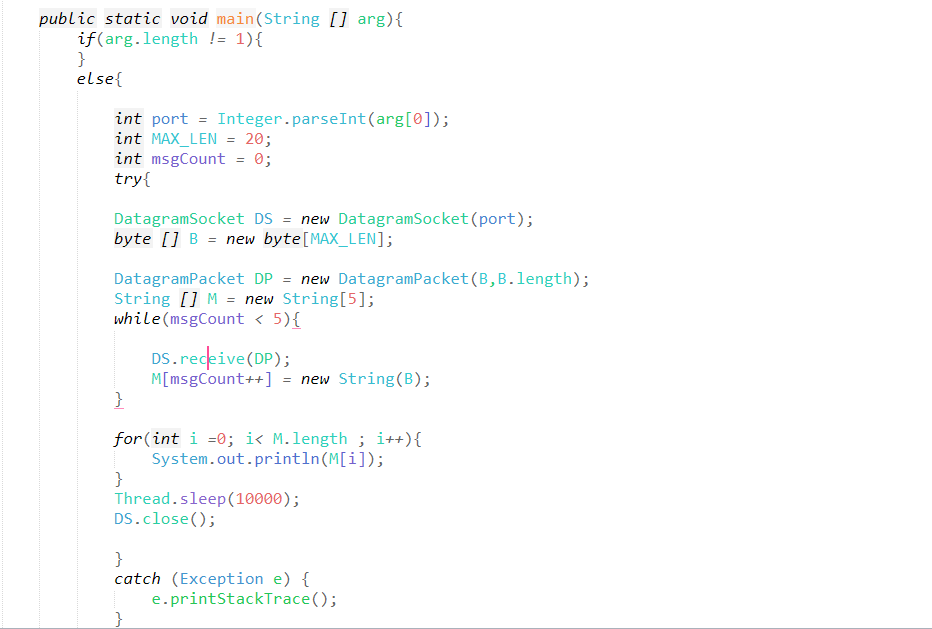 public static void main(String [] arg){
if(arg.length != 1){
}
else{
int port = Integer.parseInt(arg[0]);
int MAX_LEN = 20;
int msgCount = 0;
try{
DatagramSocket DS = new DatagramSocket(port);
byte [] B = new byte[MAX_LEN];
DatagramPacket DP = new DatagramPacket(B,B.length);
String [] M = new String[5];
while(msgCount < 5){
DS.receive(DP);
M[msgCount++] = new String(B);
}
for(int i =0; i< M.length ; i++){
System.out.println(M[i]);
}
Thread.sleep(10000);
DS.close();
}
catch (Exception e) {
e.printStackTrace();
}